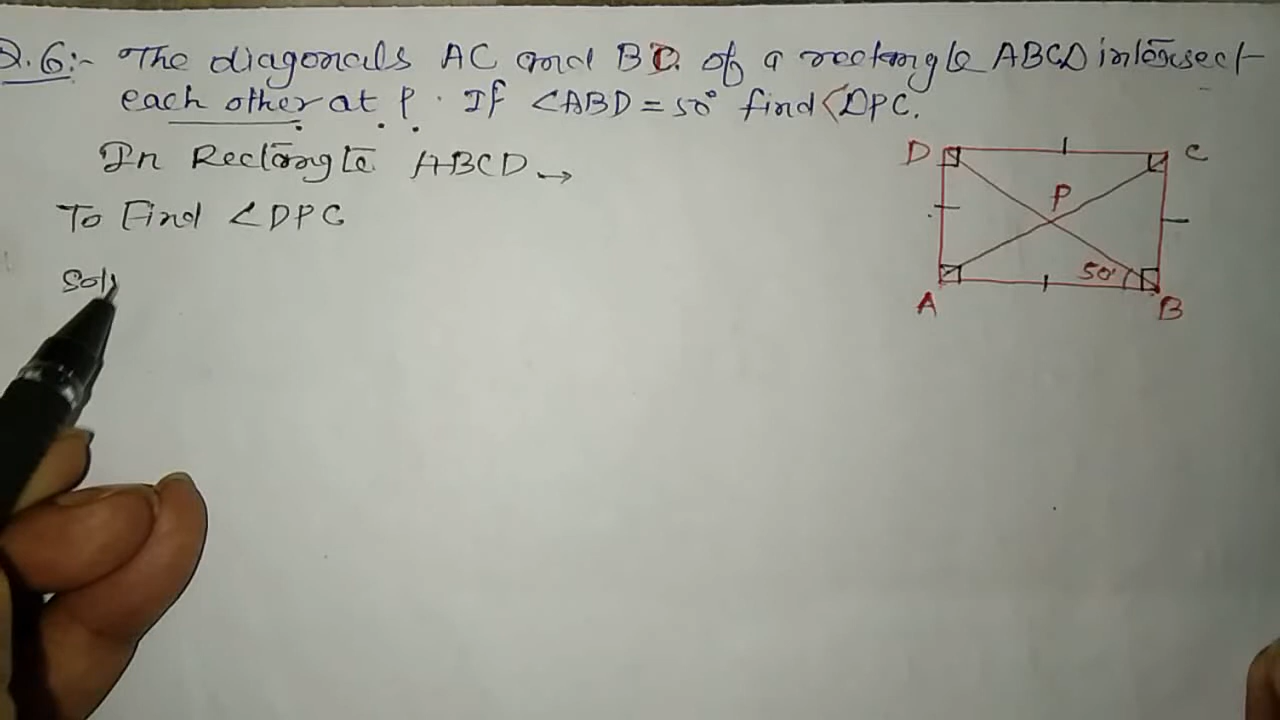 Q.6:- The diagonals AC and BD. of a rectangle ABCD intersect
each other at P. If <ABD = 50° find <DPC.
In Rectangle ABCD →
To Find <DPC
Soln
D C
P
50°
A B